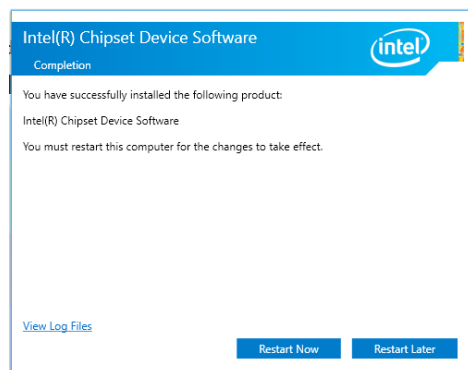 Intel(R) Chipset Device Software
Completion
intel
You have successfully installed the following product:
Intel(R) Chipset Device Software
You must restart this computer for the changes to take effect.
View Log Files
Restart Now
Restart Later